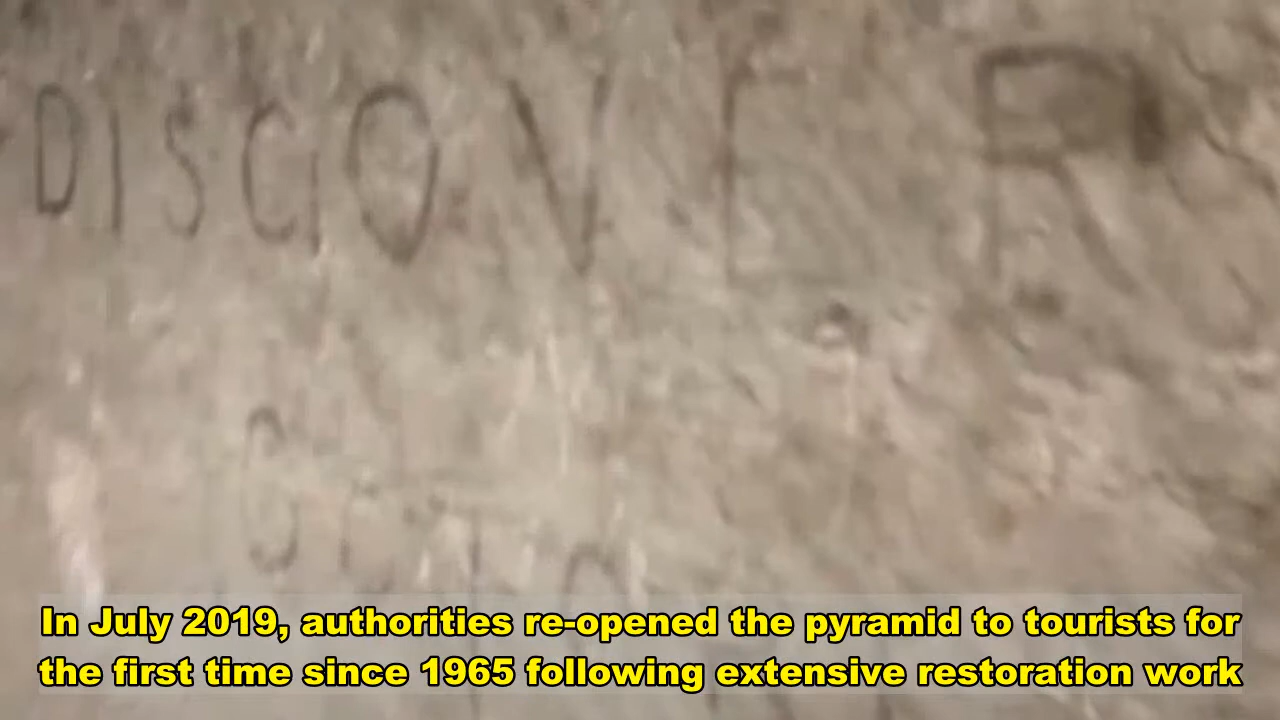 DISCOVER
In July 2019, authorities re-opened the pyramid to tourists for
the first time since 1965 following extensive restoration work